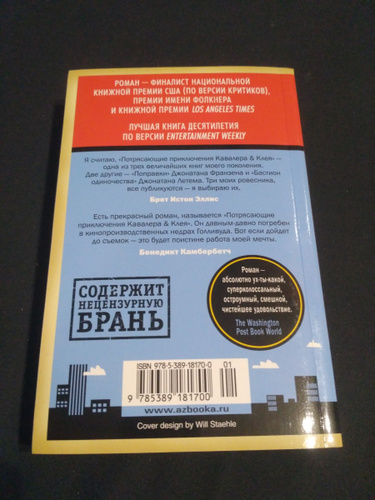 РОМАН — ФИНАЛИСТ НАЦИОНАЛЬНОЙ
КНИЖНОЙ ПРЕМИИ США (ПО ВЕРСИИ КРИТИКОВ),
ПРЕМИИ ИМЕНИ ФОЛКНЕРА
И КНИЖНОЙ ПРЕМИИ LOS ANGELES TIMES
ЛУЧШАЯ КНИГА ДЕСЯТИЛЕТИЯ
ПО ВЕРСИИ ENTERTAINMENT WEEKLY
Я считаю, «Потрясающие приключения Кавалера & Клея» —
одна из трех величайших книг моего поколения.
Две другие — «Поправки» Джонатана Франзена и «Бастион
одиночества» Джонатана Летема. Три моих ровесника,
все публикуются — я выбираю их.
Брет Истон Эллис
Есть прекрасный роман, называется «Потрясающие
приключения Кавалера & Клея». Он давным-давно погребен
в кинопроизводственных недрах Голливуда. Вот если дойдет
до съемок — это будет поистине работа моей мечты.
Бенедикт Камбербетч
Роман —
абсолютно ух-ты-какой,
суперколоссальный,
остроумный, смешной,
чистейшее удовольствие.
The Washington
Post Book World
СОДЕРЖИТ
НЕЦЕНЗУРНУЮ
БРАНЬ
ISBN 978-5-389-18170-0
01
9 785389 181700
www.azbooka.ru
Cover design by Will Staehle